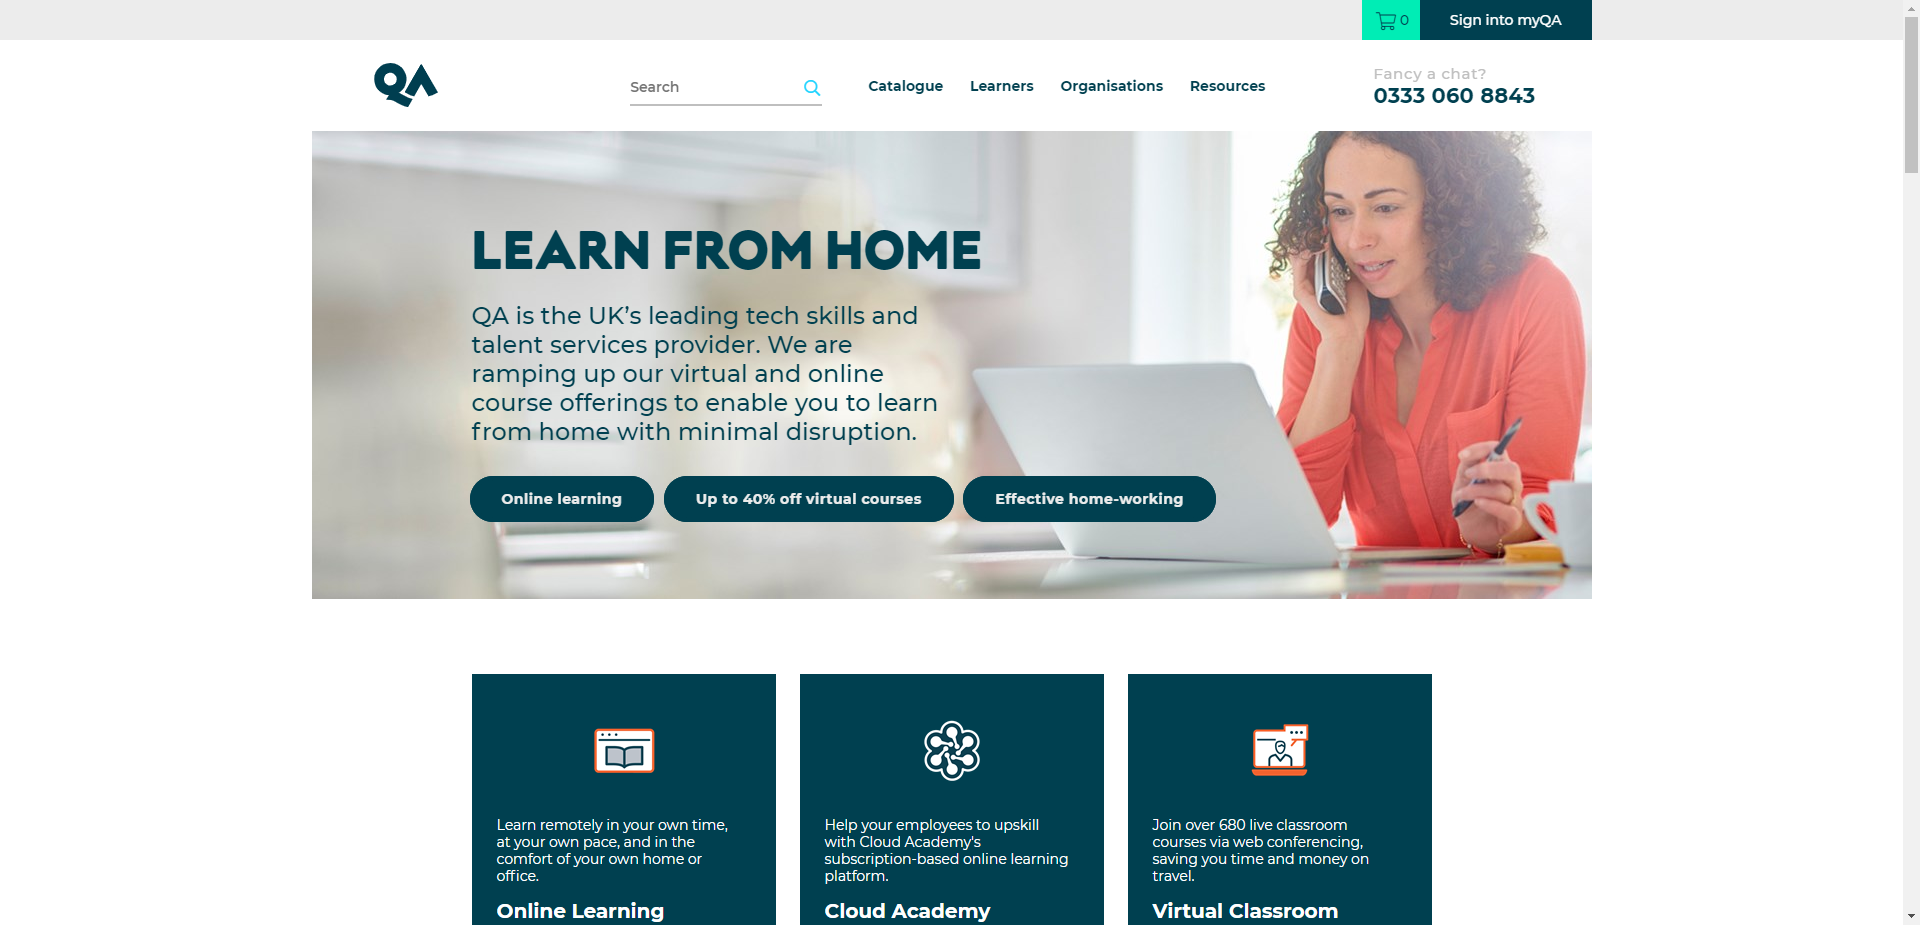 0
Sign into myQA
QA
Search
Catalogue
Learners
Organisations
Resources
Fancy a chat?
0333 060 8843
LEARN FROM HOME
QA is the UK’s leading tech skills and
talent services provider. We are
ramping up our virtual and online
course offerings to enable you to learn
from home with minimal disruption.
Online learning
Up to 40% off virtual courses
Effective home-working
Learn remotely in your own time,
at your own pace, and in the
comfort of your own home or
office.
Online Learning
Help your employees to upskill
with Cloud Academy's
subscription-based online learning
platform.
Cloud Academy
Join over 680 live classroom
courses via web conferencing,
saving you time and money on
travel.
Virtual Classroom